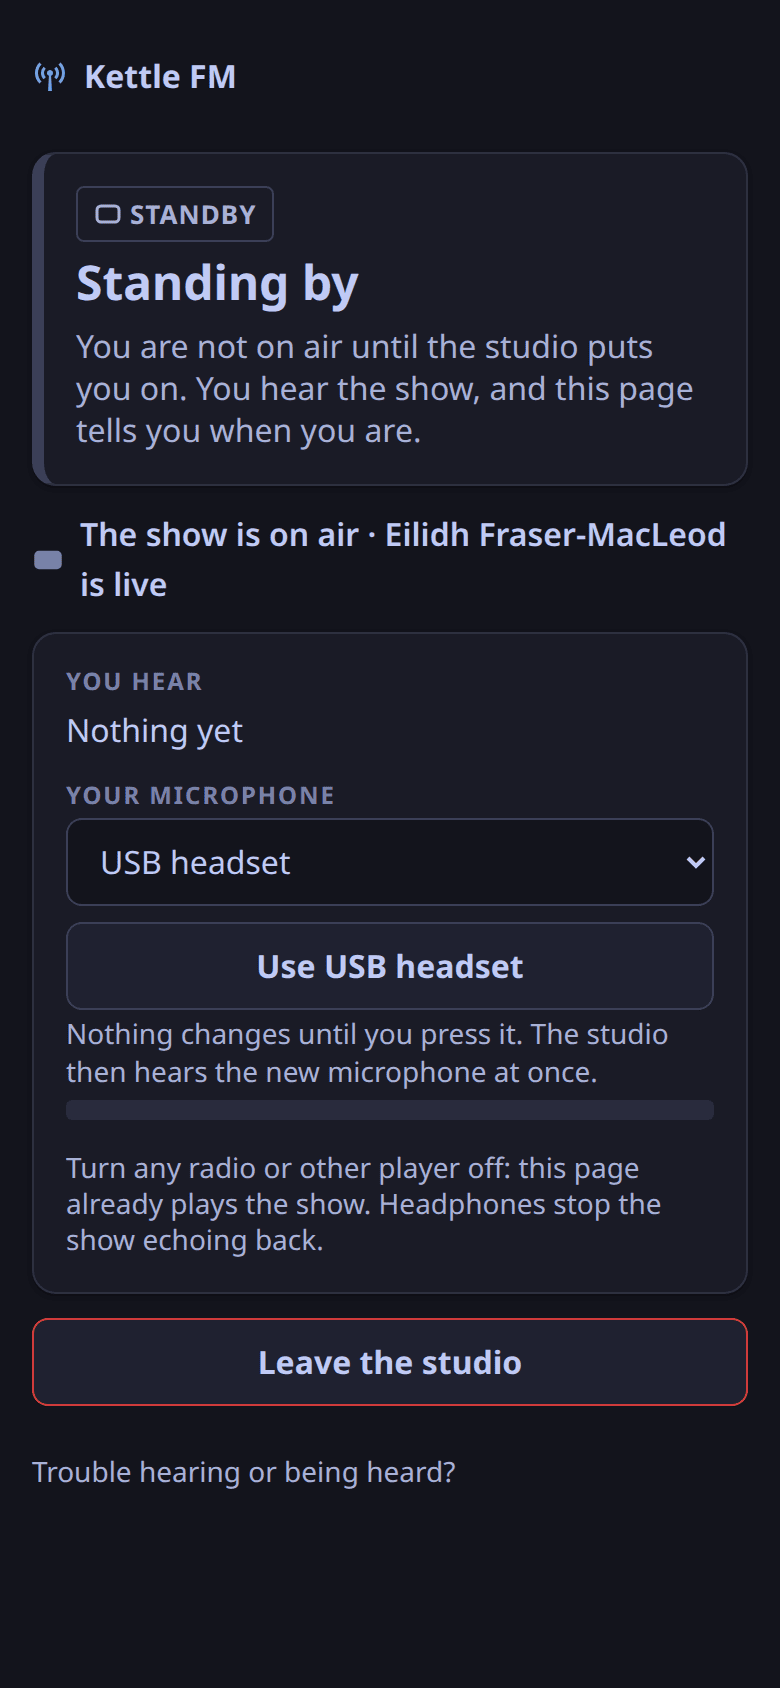 Kettle FM
STANDBY
Standing by
You are not on air until the studio puts
you on. You hear the show, and this page
tells you when you are.
The show is on air · Eilidh Fraser-MacLeod
is live
YOU HEAR
Nothing yet
YOUR MICROPHONE
USB headset
Use USB headset
Nothing changes until you press it. The studio
then hears the new microphone at once.
Turn any radio or other player off: this page
already plays the show. Headphones stop the
show echoing back.
Leave the studio
Trouble hearing or being heard?